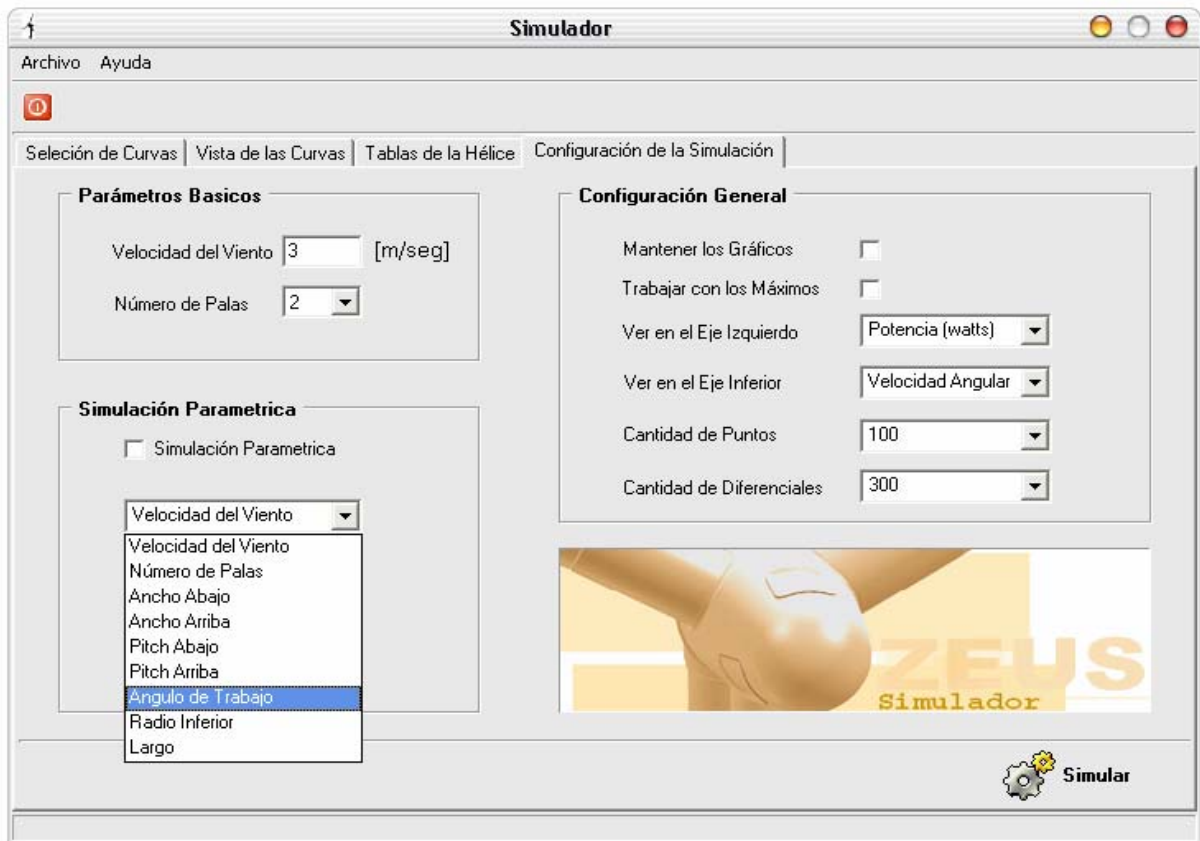 Simulador
Archivo Ayuda
Seleción de Curvas Vista de las Curvas Tablas de la Hélice Configuración de la Simulación
Parámetros Basicos
Velocidad del Viento 3 [m/seg]
Número de Palas 2
Simulación Parametrica
Simulación Parametrica
Velocidad del Viento
Velocidad del Viento
Número de Palas
Ancho Abajo
Ancho Arriba
Pitch Abajo
Pitch Arriba
Angulo de Trabajo
Radio Inferior
Largo
Configuración General
Mantener los Gráficos
Trabajar con los Máximos
Ver en el Eje Izquierdo Potencia (watts)
Ver en el Eje Inferior Velocidad Angular
Cantidad de Puntos 100
Cantidad de Diferenciales 300
ZEUS
Simulador
Simular